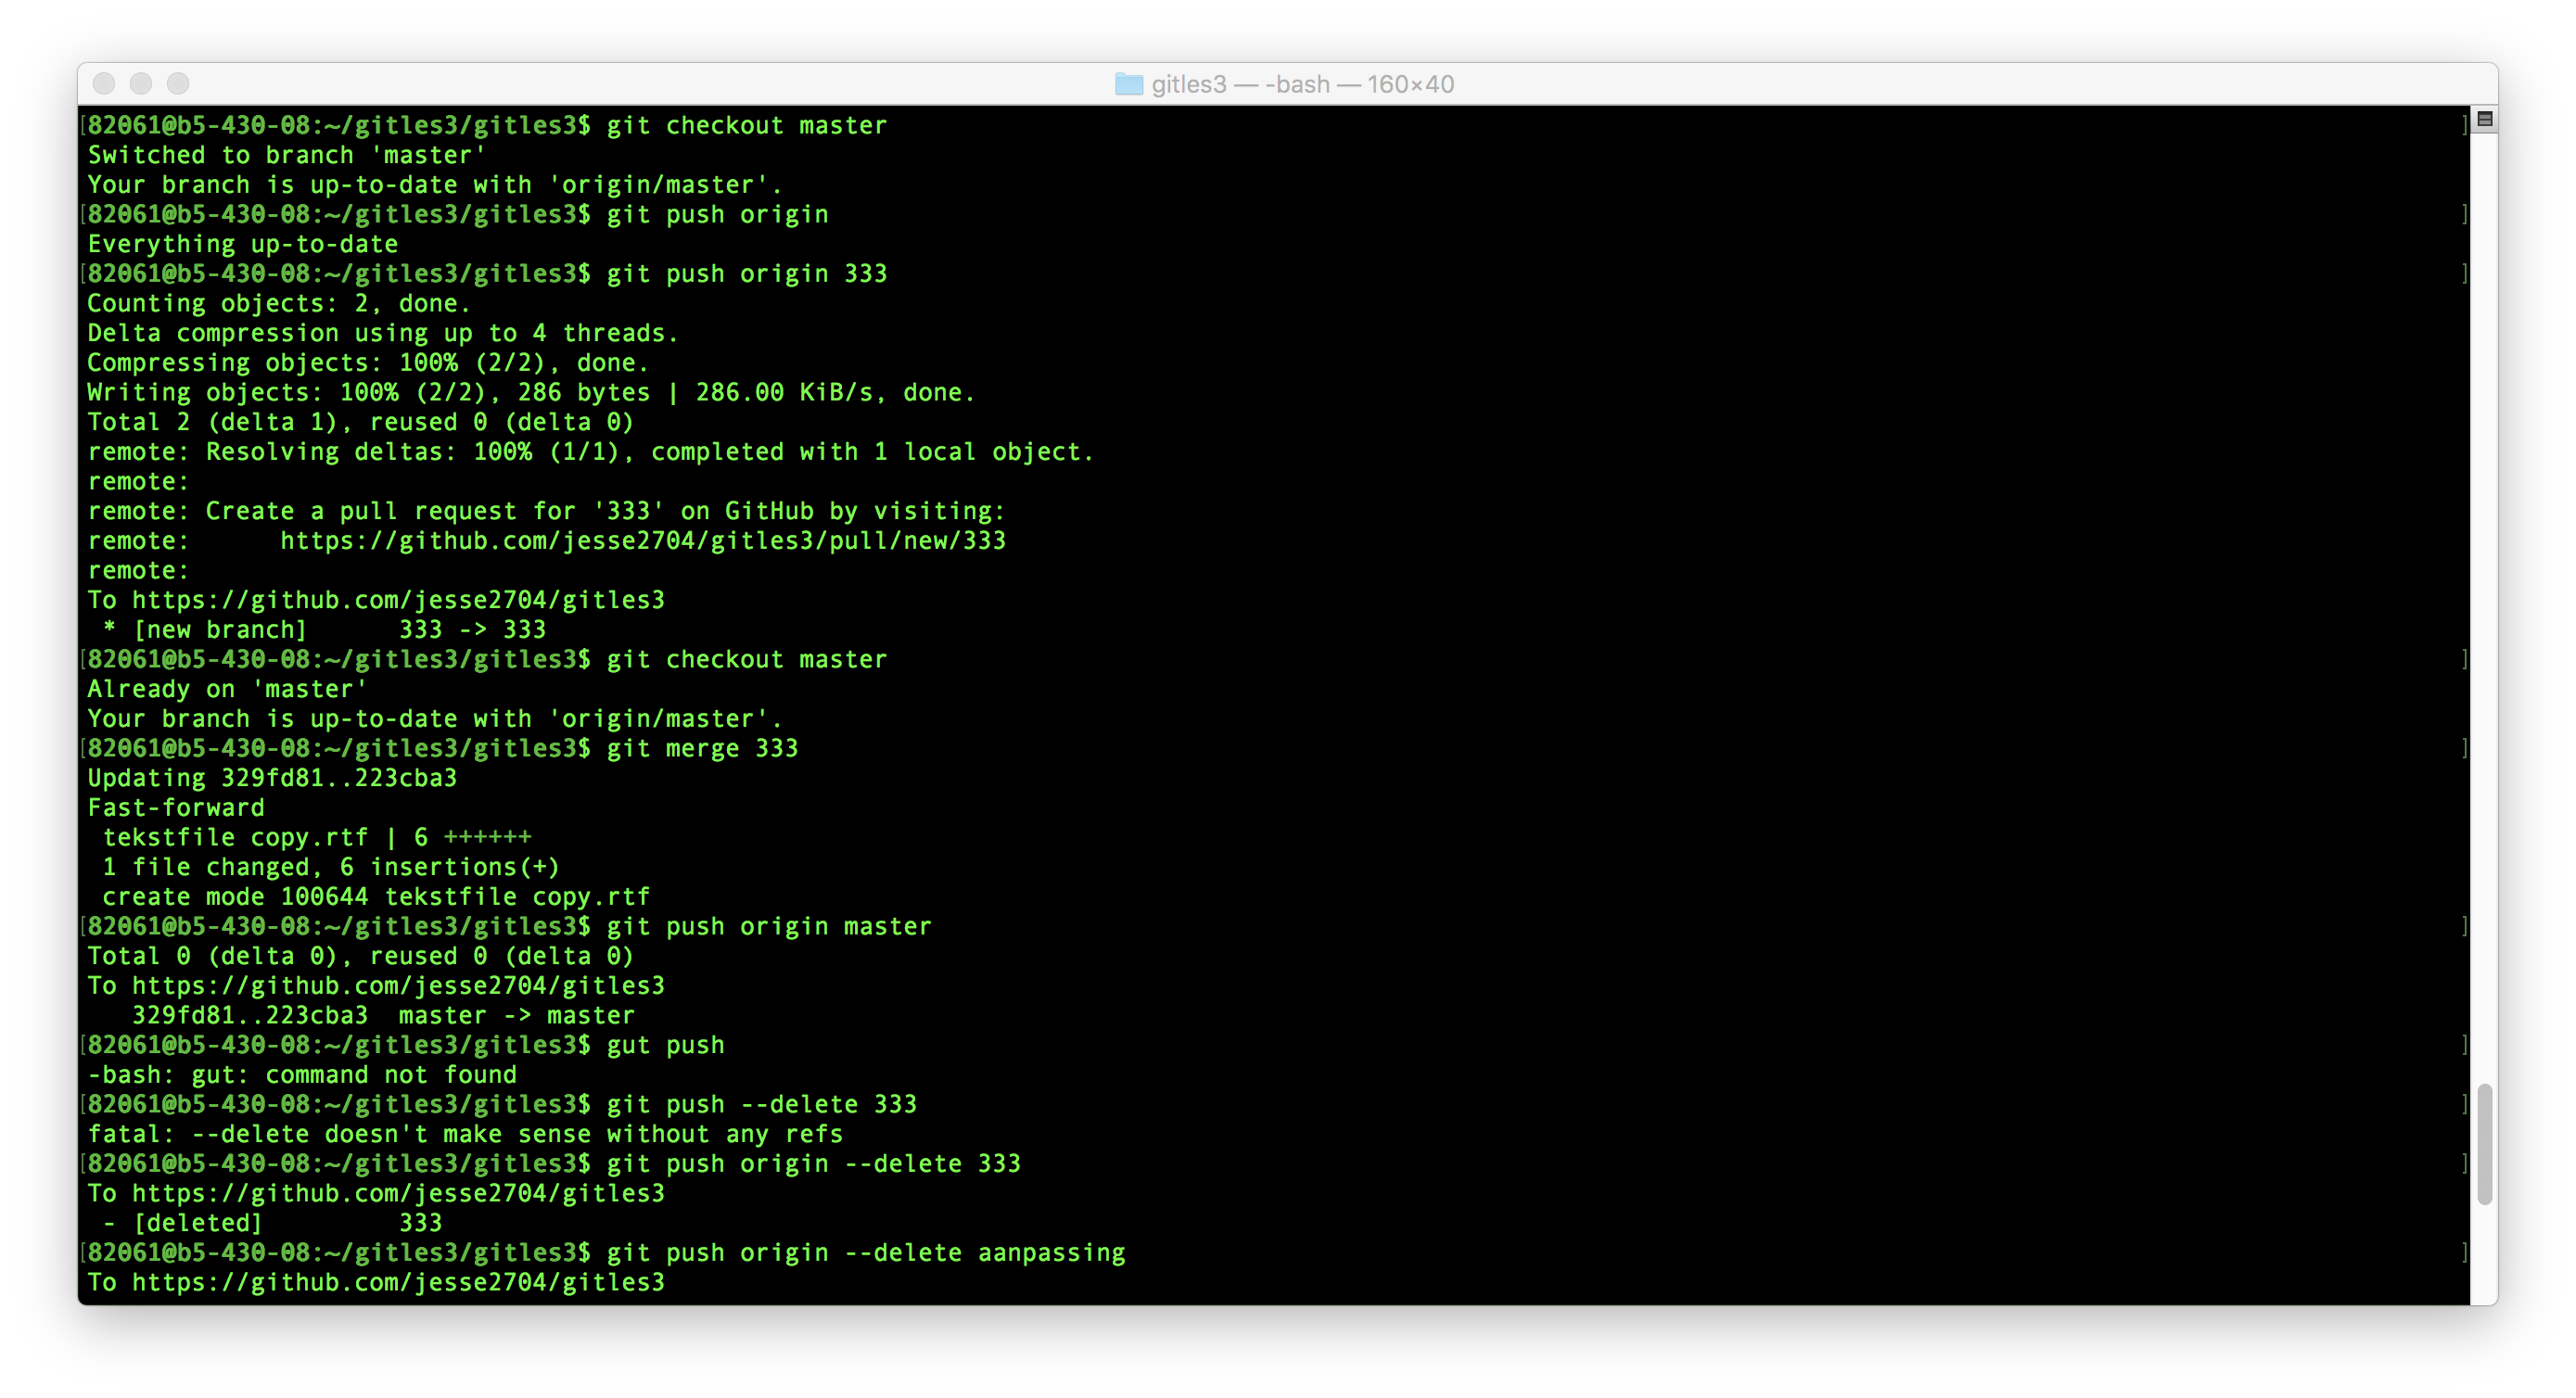 gitles3 — -bash — 160×40
[82061@b5-430-08:~/gitles3/gitles3$ git checkout master ]
Switched to branch 'master'
Your branch is up-to-date with 'origin/master'.
[82061@b5-430-08:~/gitles3/gitles3$ git push origin ]
Everything up-to-date
[82061@b5-430-08:~/gitles3/gitles3$ git push origin 333 ]
Counting objects: 2, done.
Delta compression using up to 4 threads.
Compressing objects: 100% (2/2), done.
Writing objects: 100% (2/2), 286 bytes | 286.00 KiB/s, done.
Total 2 (delta 1), reused 0 (delta 0)
remote: Resolving deltas: 100% (1/1), completed with 1 local object.
remote:
remote: Create a pull request for '333' on GitHub by visiting:
remote:      https://github.com/jesse2704/gitles3/pull/new/333
remote:
To https://github.com/jesse2704/gitles3
 * [new branch]      333 -> 333
[82061@b5-430-08:~/gitles3/gitles3$ git checkout master ]
Already on 'master'
Your branch is up-to-date with 'origin/master'.
[82061@b5-430-08:~/gitles3/gitles3$ git merge 333 ]
Updating 329fd81..223cba3
Fast-forward
 tekstfile copy.rtf | 6 ++++++
 1 file changed, 6 insertions(+)
 create mode 100644 tekstfile copy.rtf
[82061@b5-430-08:~/gitles3/gitles3$ git push origin master ]
Total 0 (delta 0), reused 0 (delta 0)
To https://github.com/jesse2704/gitles3
   329fd81..223cba3  master -> master
[82061@b5-430-08:~/gitles3/gitles3$ gut push ]
-bash: gut: command not found
[82061@b5-430-08:~/gitles3/gitles3$ git push --delete 333 ]
fatal: --delete doesn't make sense without any refs
[82061@b5-430-08:~/gitles3/gitles3$ git push origin --delete 333 ]
To https://github.com/jesse2704/gitles3
 - [deleted]         333
[82061@b5-430-08:~/gitles3/gitles3$ git push origin --delete aanpassing ]
To https://github.com/jesse2704/gitles3